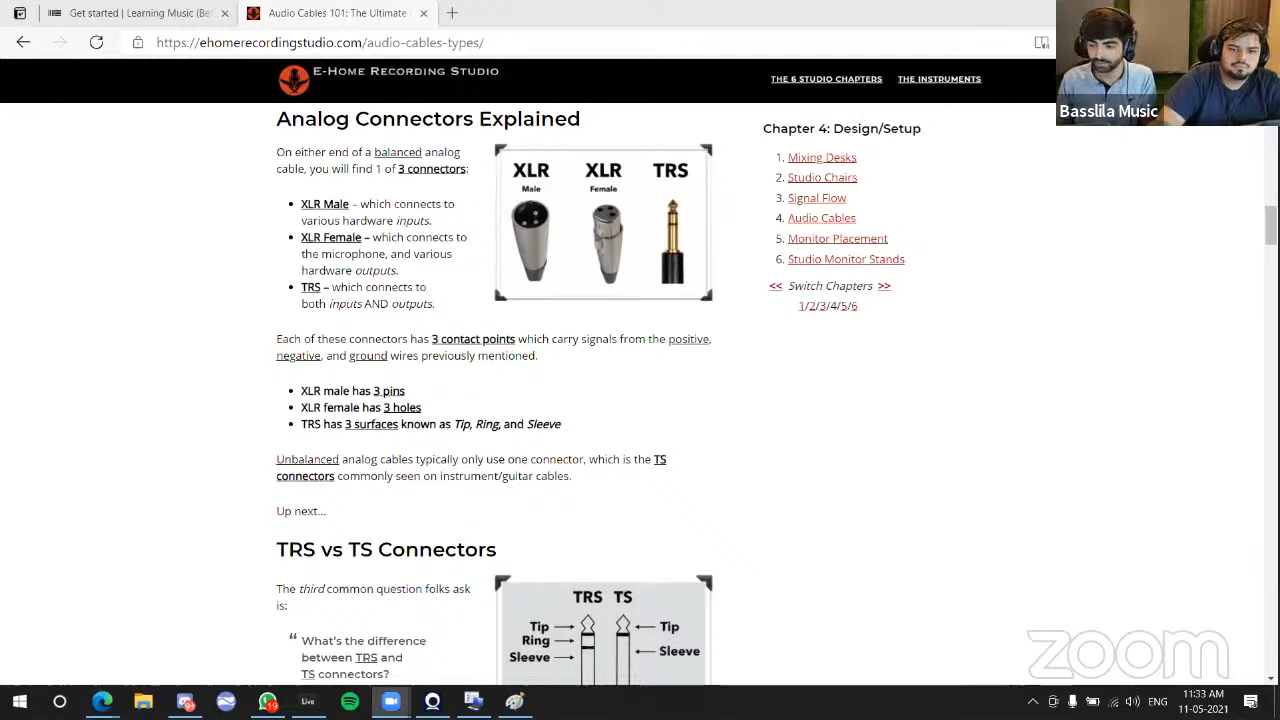 Learn | Beginner Music (Bet
Audio Cables 101: The Ultimate
https://ehomerecordingstudio.com/audio-cables-types/
E-Home Recording Studio
THE 6 STUDIO CHAPTERS
THE INSTRUMENTS
Basslila Music
Analog Connectors Explained
On either end of a balanced analog
cable, you will find 1 of 3 connectors:
XLR Male – which connects to
various hardware inputs.
XLR Female – which connects to
the microphone, and various
hardware outputs.
TRS – which connects to
both inputs AND outputs.
XLR XLR TRS
Male Female
Each of these connectors has 3 contact points which carry signals from the positive,
negative, and ground wires previously mentioned.
XLR male has 3 pins
XLR female has 3 holes
TRS has 3 surfaces known as Tip, Ring, and Sleeve
Unbalanced analog cables typically only use one connector, which is the TS
connectors commonly seen on instrument/guitar cables.
Up next...
TRS vs TS Connectors
The third common question folks ask
is:
“ What's the difference
between TRS and
TS connectors?
TRS TS
Tip Tip
Ring
Sleeve Sleeve
Chapter 4: Design/Setup
1. Mixing Desks
2. Studio Chairs
3. Signal Flow
4. Audio Cables
5. Monitor Placement
6. Studio Monitor Stands
<< Switch Chapters >>
1/2/3/4/5/6
zoom
19
Live
ENG
11:33 AM
11-05-2021